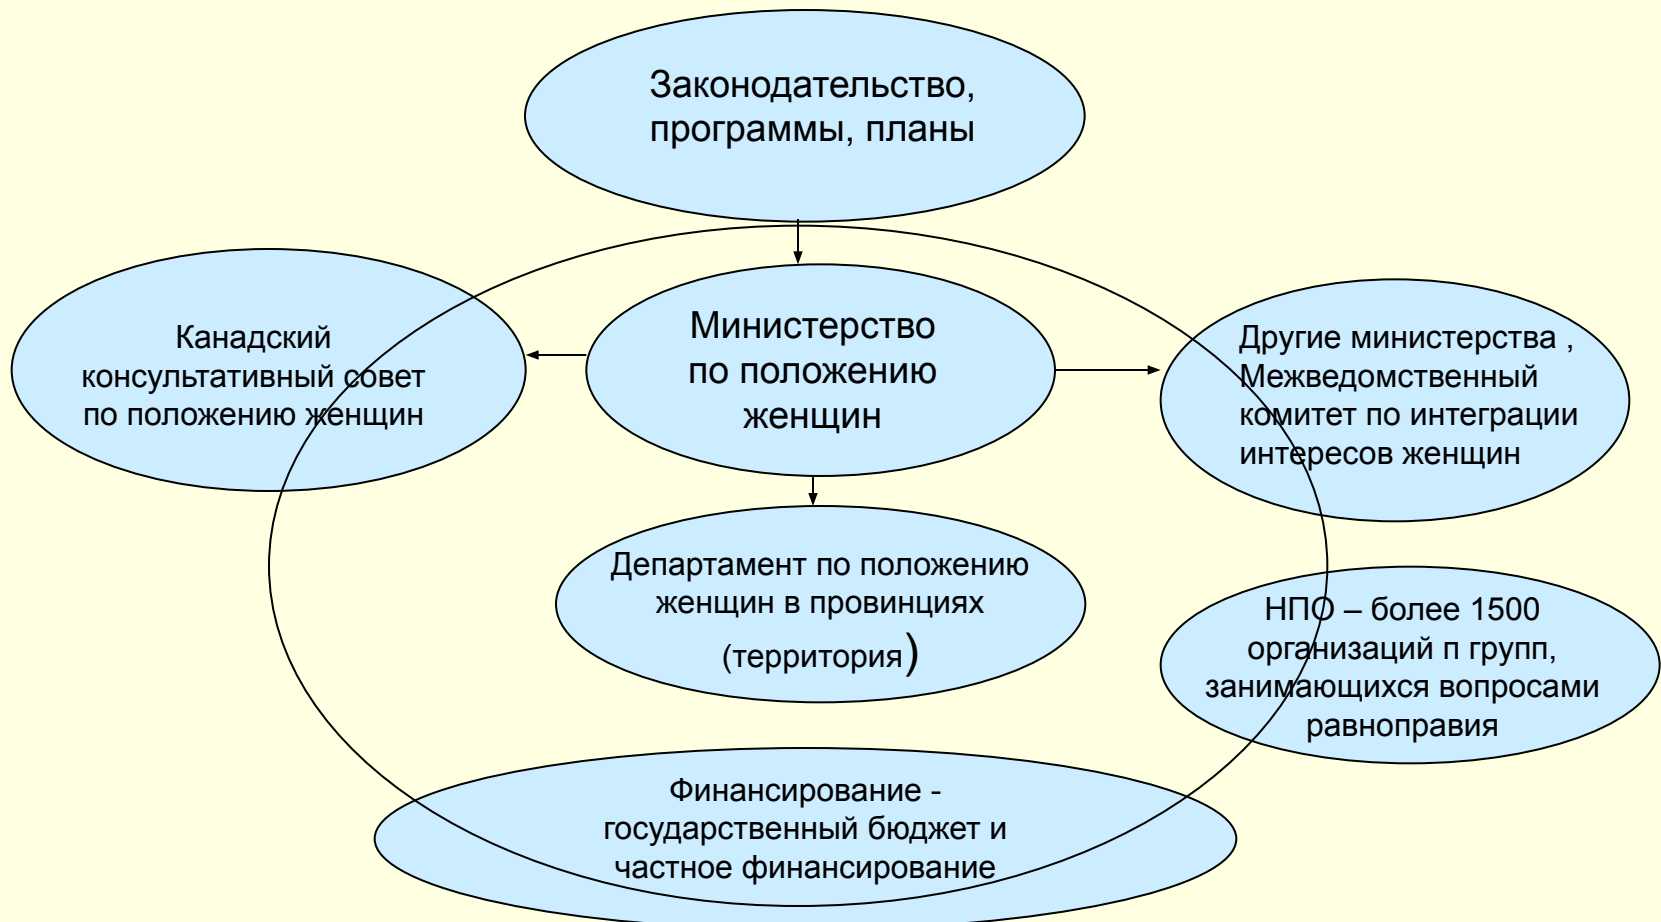 Законодательство,
программы, планы
Канадский
консультативный совет
по положению женщин
Министерство
по положению
женщин
Другие министерства ,
Межведомственный
комитет по интеграции
интересов женщин
Департамент по положению
женщин в провинциях
(территория)
НПО – более 1500
организаций п групп,
занимающихся вопросами
равноправия
Финансирование -
государственный бюджет и
частное финансирование